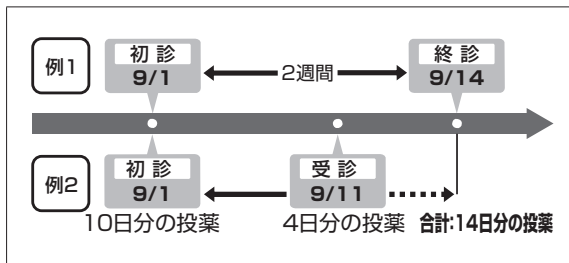 例1
初診
9/1
2週間
終診
9/14
例2
初診
9/1
受診
9/11
10日分の投薬
4日分の投薬
合計:14日分の投薬